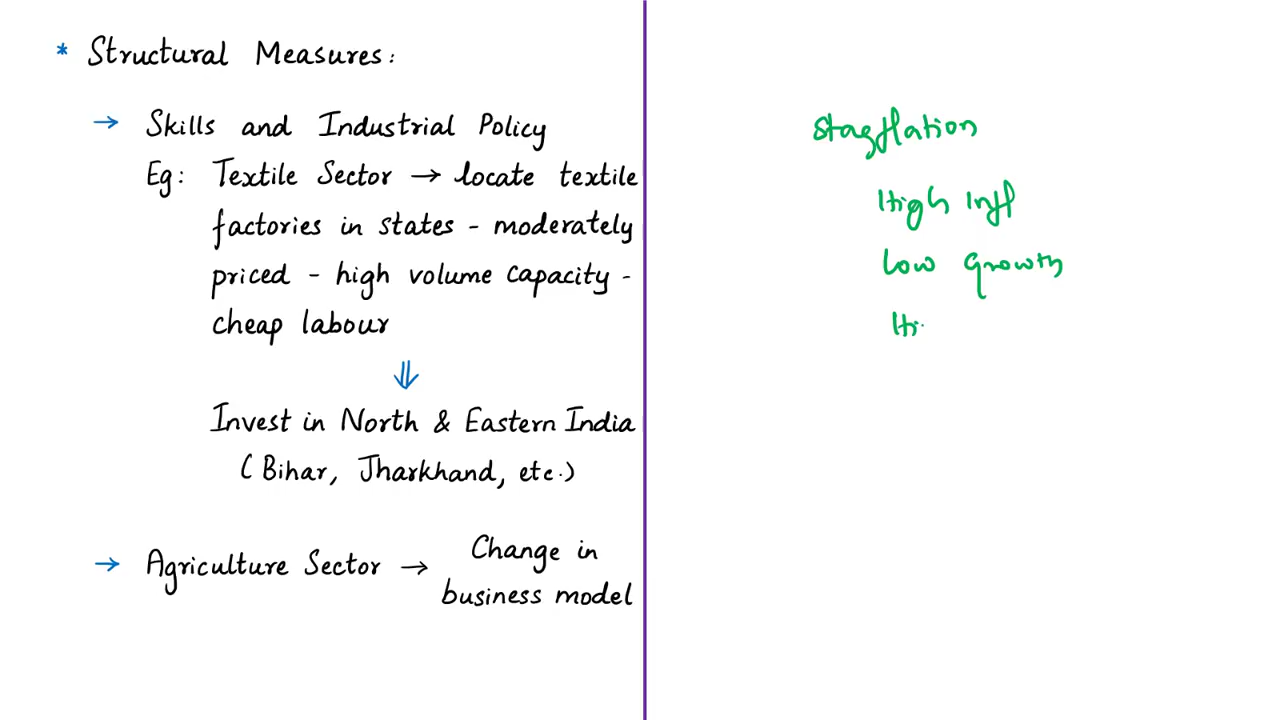 * Structural Measures:
→ Skills and Industrial Policy
Eg: Textile Sector → locate textile
factories in states - moderately
priced - high volume capacity -
cheap labour
⇓
Invest in North & Eastern India
(Bihar, Jharkhand, etc.)
→ Agriculture Sector → Change in
business model
Stagflation
High Infl
Low Growth
Hi